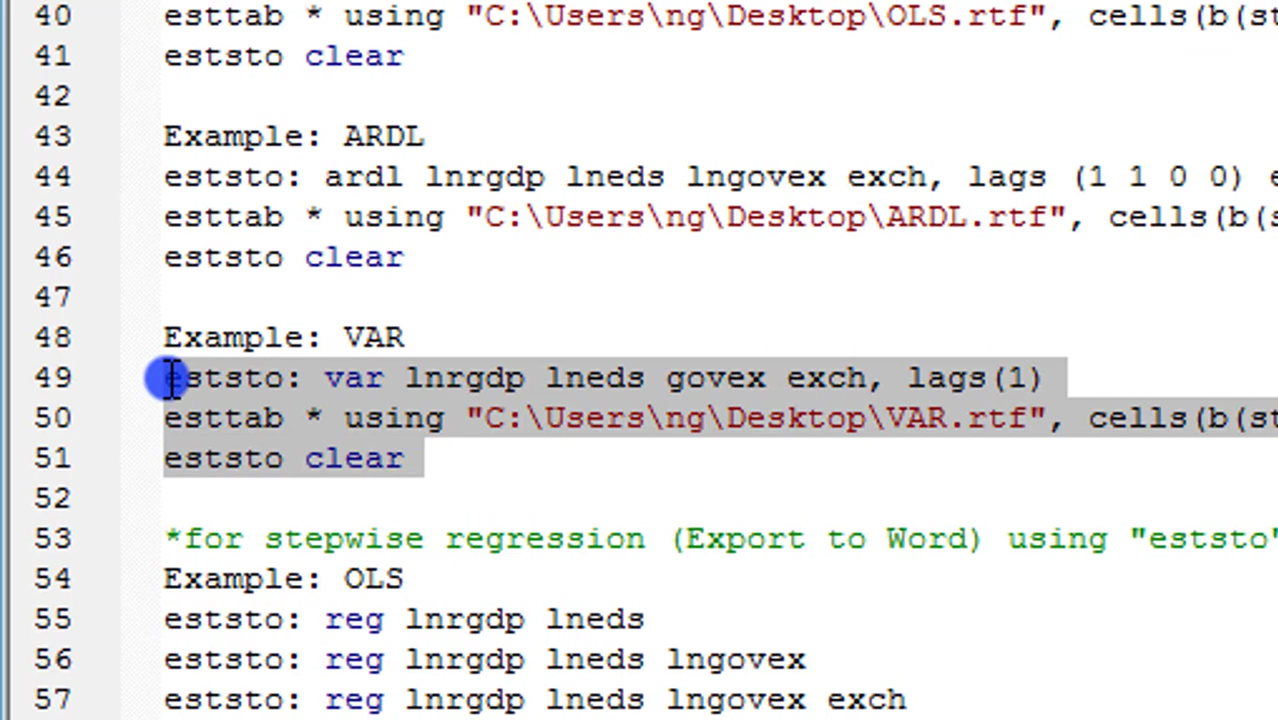 40 esttab * using "C:\Users\ng\Desktop\OLS.rtf", cells(b(st
41 eststo clear
42
43 Example: ARDL
44 eststo: ardl lnrgdp lneds lngovex exch, lags (1 1 0 0) e
45 esttab * using "C:\Users\ng\Desktop\ARDL.rtf", cells(b(s
46 eststo clear
47
48 Example: VAR
49 eststo: var lnrgdp lneds govex exch, lags(1)
50 esttab * using "C:\Users\ng\Desktop\VAR.rtf", cells(b(st
51 eststo clear
52
53 *for stepwise regression (Export to Word) using "eststo"
54 Example: OLS
55 eststo: reg lnrgdp lneds
56 eststo: reg lnrgdp lneds lngovex
57 eststo: reg lnrgdp lneds lngovex exch